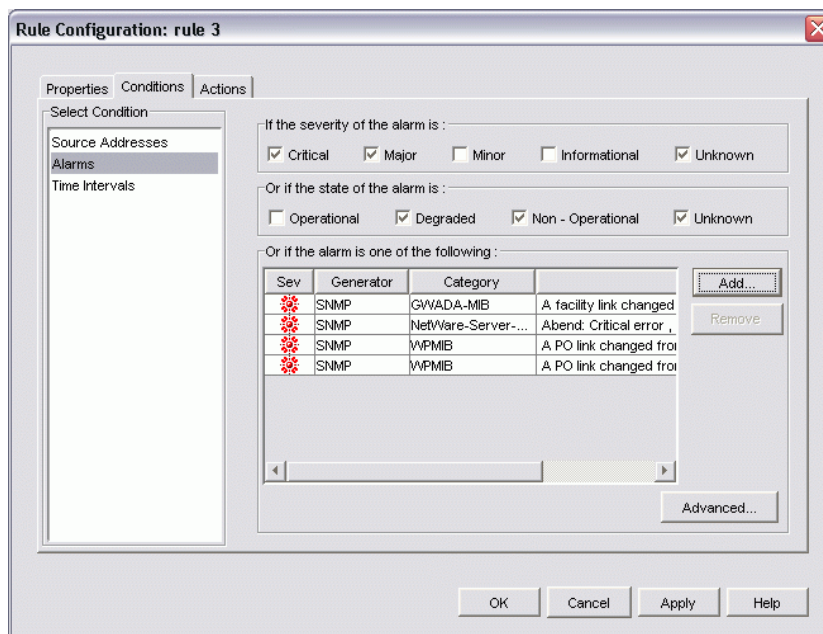 Rule Configuration: rule 3
Properties
Conditions
Actions
Select Condition
Source Addresses
Alarms
Time Intervals
If the severity of the alarm is :
Critical
Major
Minor
Informational
Unknown
Or if the state of the alarm is :
Operational
Degraded
Non - Operational
Unknown
Or if the alarm is one of the following :
Sev Generator Category
SNMP GWADA-MIB A facility link changed
SNMP NetWare-Server-... Abend: Critical error ,
SNMP WPMIB A PO link changed from
SNMP WPMIB A PO link changed from
Add...
Remove
Advanced...
OK
Cancel
Apply
Help